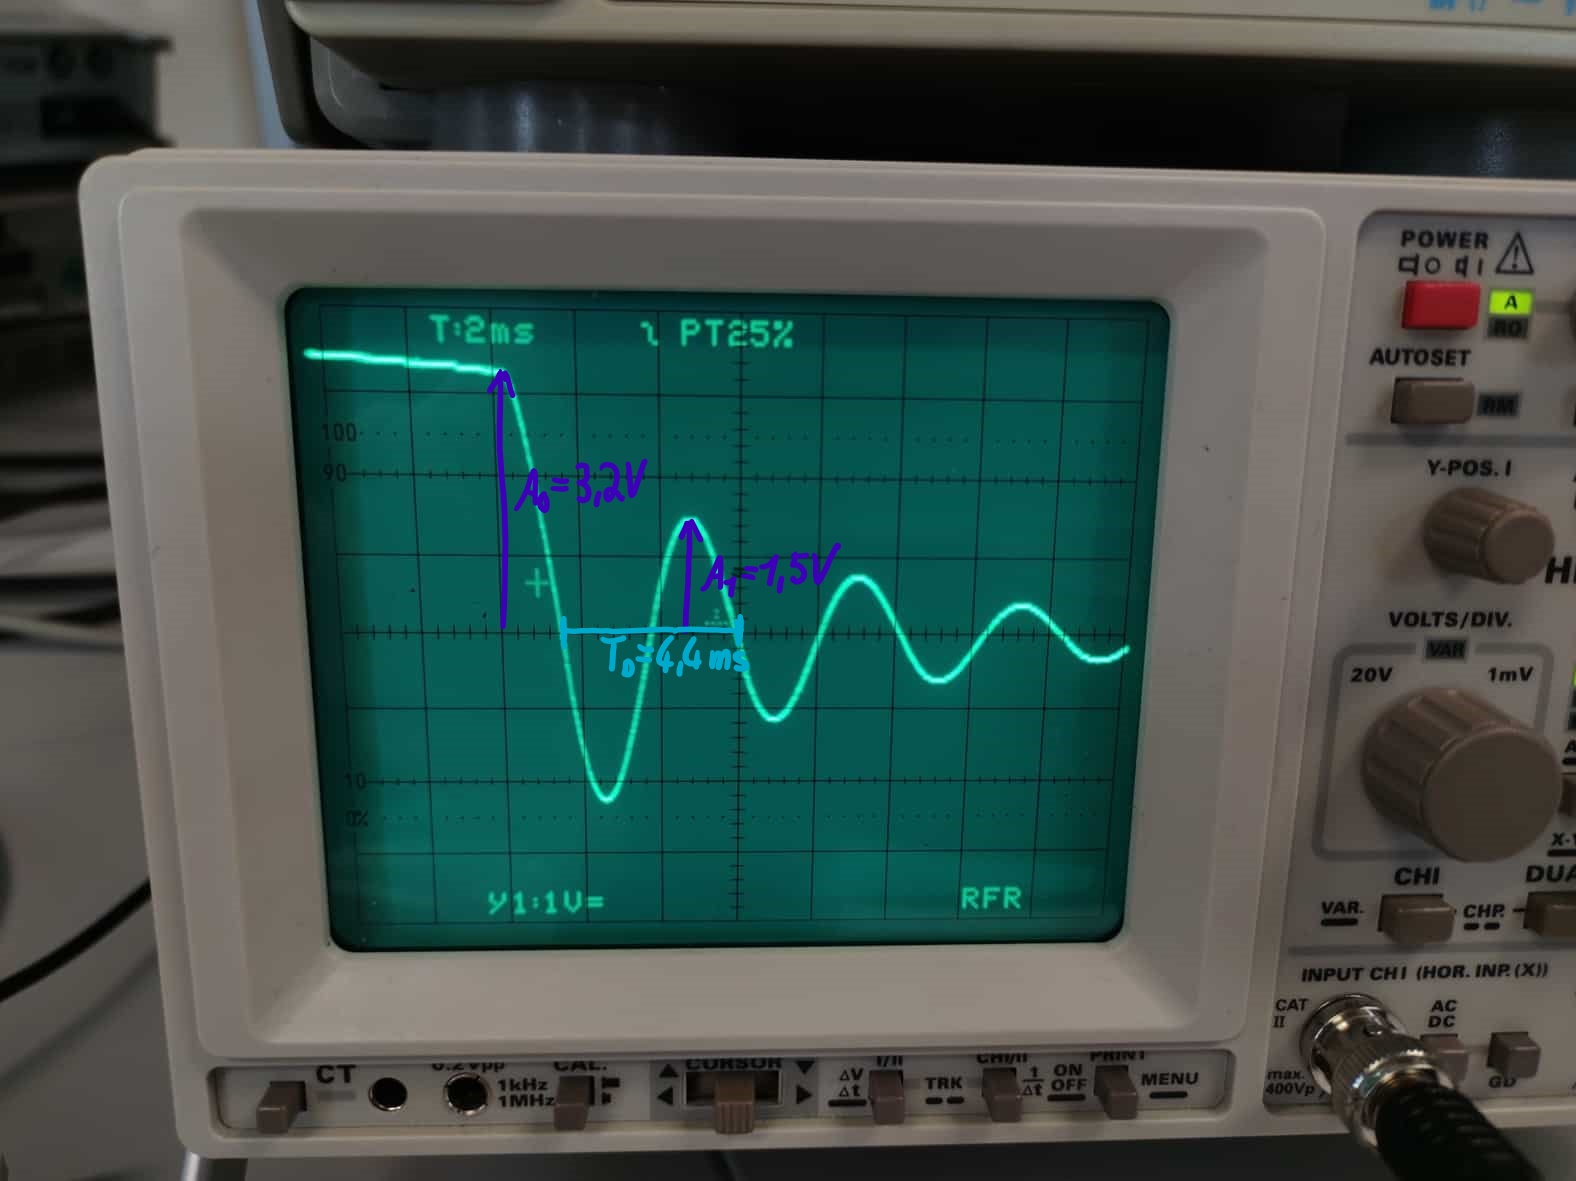 POWER
T:2ms ɿ PT25%
A
RO
AUTOSET
RM
100
90
A₀=3,2V
Y-POS. I
A₁=1,5V
T₀=4,4ms
VOLTS/DIV.
VAR
20V 1mV
10
0%
Y1:1V=
RFR
CHI
VAR.
CHP.
INPUT CHI (HOR. INP. (X))
CAT
II
AC
DC
max.
400Vp
GD
CT
0.2Vpp
1kHz
1MHz
CAL.
CURSOR
I/II
ΔV
Δt
TRK
CHI/II
1
Δt
ON
OFF
PRINT
MENU